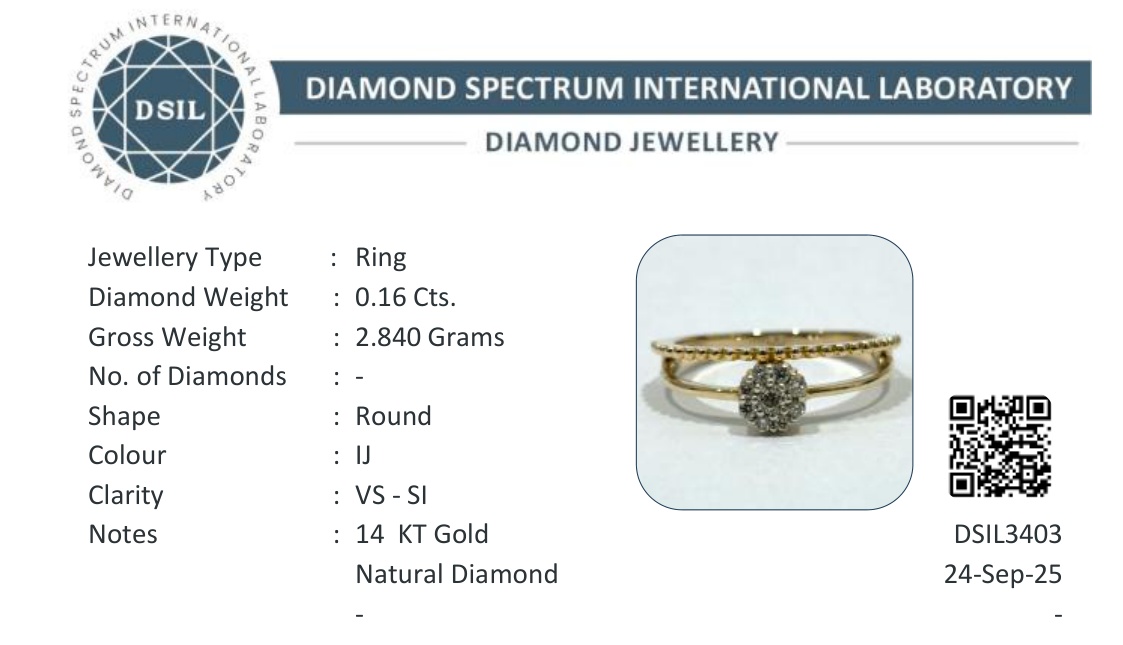 DIAMOND SPECTRUM INTERNATIONAL LABORATORY
DSIL
DIAMOND SPECTRUM INTERNATIONAL LABORATORY
DIAMOND JEWELLERY
Jewellery Type : Ring
Diamond Weight : 0.16 Cts.
Gross Weight : 2.840 Grams
No. of Diamonds : -
Shape : Round
Colour : IJ
Clarity : VS - SI
Notes : 14 KT Gold DSIL3403
Natural Diamond 24-Sep-25
- -